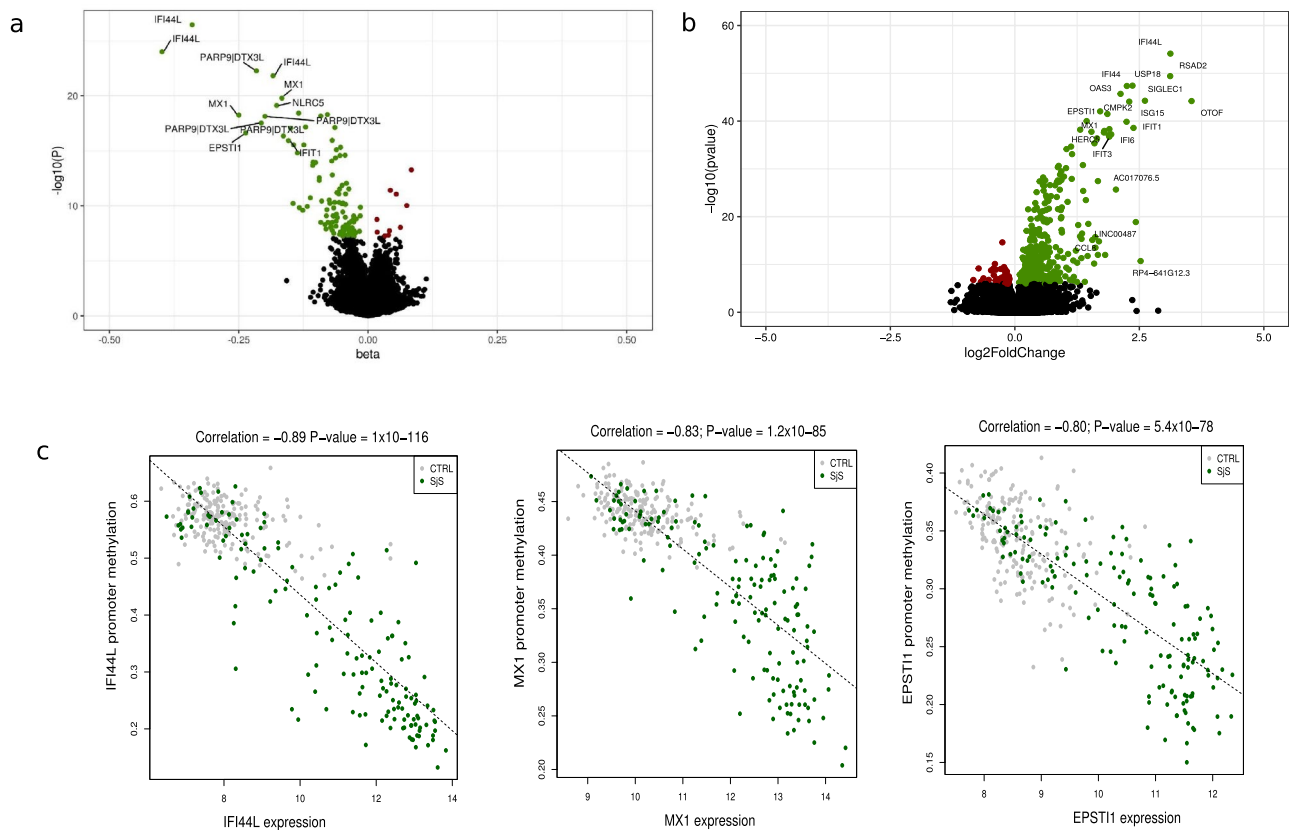 a
IFI44L
IFI44L
PARP9|DTX3L
IFI44L
MX1
NLRC5
MX1
PARP9|DTX3L
PARP9|DTX3L
PARP9|DTX3L
EPSTI1
IFIT1
-log10(P)
20
10
0
-0.50
-0.25
0.00
0.25
0.50
beta
b
60
40
20
0
−log10(pvalue)
IFI44L
RSAD2
IFI44
USP18
OAS3
SIGLEC1
EPSTI1
CMPK2
ISG15
OTOF
MX1
IFIT1
HERC5
IFI6
IFIT3
AC017076.5
LINC00487
CCL8
RP4−641G12.3
−5.0
−2.5
0.0
2.5
5.0
log2FoldChange
c
Correlation = −0.89 P−value = 1x10−116
CTRL
SjS
IFI44L promoter methylation
0.6
0.5
0.4
0.3
0.2
8 10 11 12 14
IFI44L expression
Correlation = −0.83; P−value = 1.2x10−85
CTRL
SjS
MX1 promoter methylation
0.45
0.40
0.35
0.30
0.25
0.20
9 10 11 12 13 14
MX1 expression
Correlation = −0.80; P−value = 5.4x10−78
CTRL
SjS
EPSTI1 promoter methylation
0.40
0.35
0.30
0.25
0.20
0.15
8 9 10 11 12
EPSTI1 expression